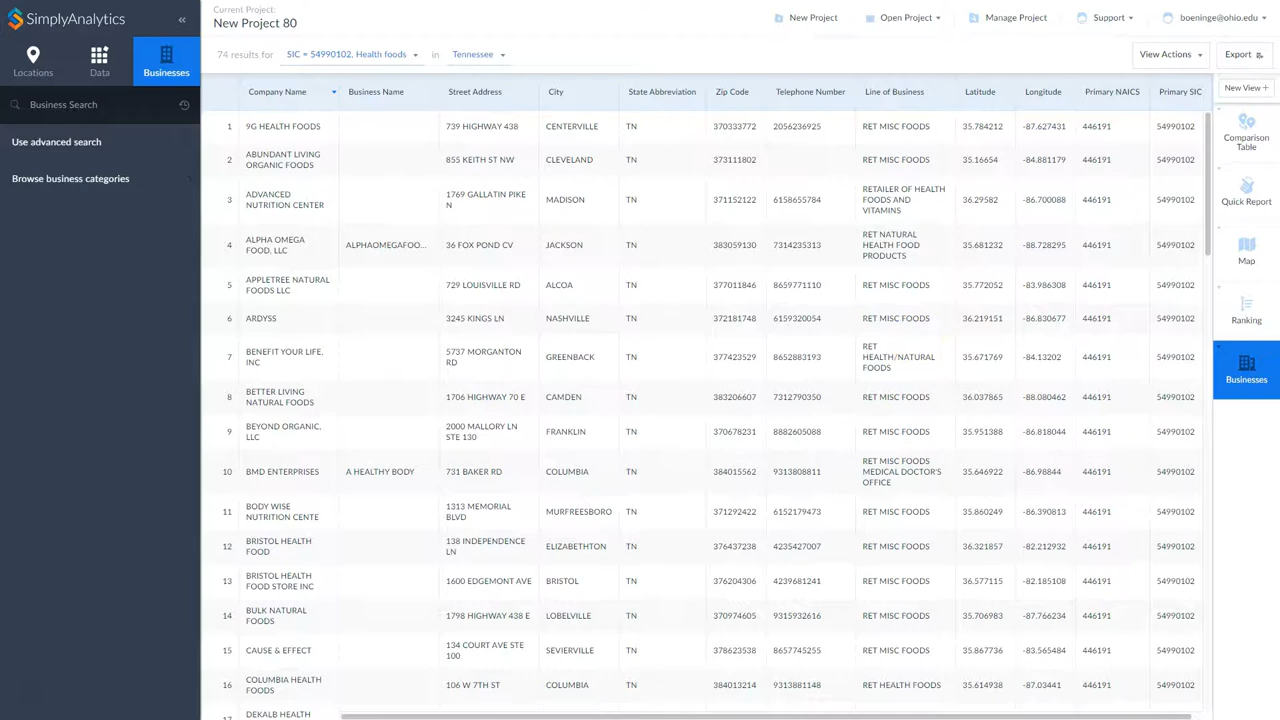 SimplyAnalytics «
Current Project:
New Project 80
New Project
Open Project
Manage Project
Support
boeninge@ohio.edu
Locations
Data
Businesses
74 results for SIC = 54990102, Health foods in Tennessee
View Actions
Export
Business Search
Use advanced search
Browse business categories
Company Name Business Name Street Address City State Abbreviation Zip Code Telephone Number Line of Business Latitude Longitude Primary NAICS Primary SIC
1 9G HEALTH FOODS 739 HIGHWAY 438 CENTERVILLE TN 370333772 2056236925 RET MISC FOODS 35.784212 -87.627431 446191 54990102
2 ABUNDANT LIVING
ORGANIC FOODS 855 KEITH ST NW CLEVELAND TN 373111802 RET MISC FOODS 35.16654 -84.881179 446191 54990102
3 ADVANCED
NUTRITION CENTER 1769 GALLATIN PIKE
N MADISON TN 371152122 6158655784 RETAILER OF HEALTH
FOODS AND
VITAMINS 36.29582 -86.700088 446191 54990102
4 ALPHA OMEGA
FOOD, LLC ALPHAOMEGAFOO... 36 FOX POND CV JACKSON TN 383059130 7314235313 RET NATURAL
HEALTH FOOD
PRODUCTS 35.681232 -88.728295 446191 54990102
5 APPLETREE NATURAL
FOODS LLC 729 LOUISVILLE RD ALCOA TN 377011846 8659771110 RET MISC FOODS 35.772052 -83.986308 446191 54990102
6 ARDYSS 3245 KINGS LN NASHVILLE TN 372181748 6159320054 RET MISC FOODS 36.219151 -86.830677 446191 54990102
7 BENEFIT YOUR LIFE,
INC 5737 MORGANTON
RD GREENBACK TN 377423529 8652883193 RET
HEALTH/NATURAL
FOODS 35.671769 -84.13202 446191 54990102
8 BETTER LIVING
NATURAL FOODS 1706 HIGHWAY 70 E CAMDEN TN 383206607 7312790350 RET MISC FOODS 36.037865 -88.080462 446191 54990102
9 BEYOND ORGANIC,
LLC 2000 MALLORY LN
STE 130 FRANKLIN TN 370678231 8882605088 RET MISC FOODS 35.951388 -86.818044 446191 54990102
10 BMD ENTERPRISES A HEALTHY BODY 731 BAKER RD COLUMBIA TN 384015562 9313808811 RET MISC FOODS
MEDICAL DOCTOR'S
OFFICE 35.646922 -86.98844 446191 54990102
11 BODY WISE
NUTRITION CENTE 1313 MEMORIAL
BLVD MURFREESBORO TN 371292422 6152179473 RET MISC FOODS 35.860249 -86.390813 446191 54990102
12 BRISTOL HEALTH
FOOD 138 INDEPENDENCE
LN ELIZABETHTON TN 376437238 4235427007 RET MISC FOODS 36.321857 -82.212932 446191 54990102
13 BRISTOL HEALTH
FOOD STORE INC 1600 EDGEMONT AVE BRISTOL TN 376204306 4239681241 RET MISC FOODS 36.577115 -82.185108 446191 54990102
14 BULK NATURAL
FOODS 1798 HIGHWAY 438 E LOBELVILLE TN 370974605 9315932616 RET MISC FOODS 35.706983 -87.766234 446191 54990102
15 CAUSE & EFFECT 134 COURT AVE STE
100 SEVIERVILLE TN 378623538 8657745255 RET MISC FOODS 35.867736 -83.565484 446191 54990102
16 COLUMBIA HEALTH
FOODS 106 W 7TH ST COLUMBIA TN 384013214 9313881148 RET HEALTH FOODS 35.614938 -87.03441 446191 54990102
17 DEKALB HEALTH
New View +
Comparison
Table
Quick Report
Map
Ranking
Businesses